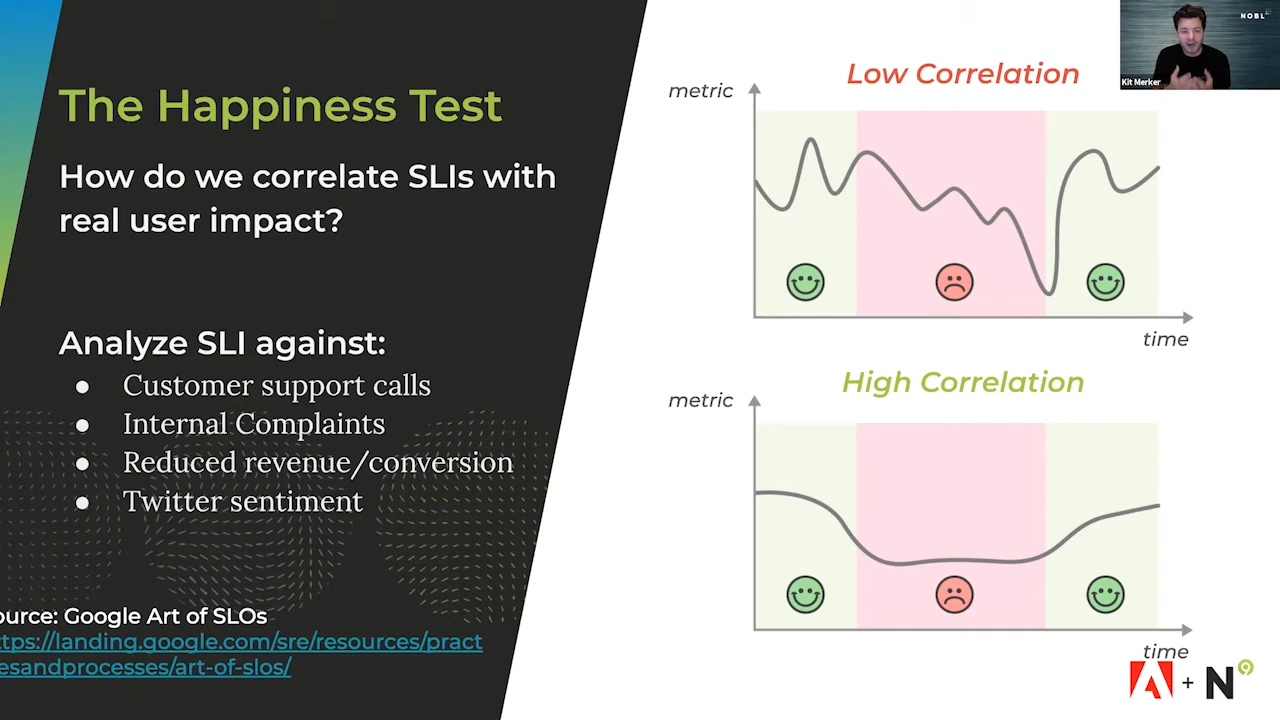 The Happiness Test
How do we correlate SLIs with
real user impact?
Analyze SLI against:
● Customer support calls
● Internal Complaints
● Reduced revenue/conversion
● Twitter sentiment
ource: Google Art of SLOs
ttps://landing.google.com/sre/resources/pract
esandprocesses/art-of-slos/
Low Correlation
metric
time
High Correlation
metric
time
+ N
NOBL
Kit Merker